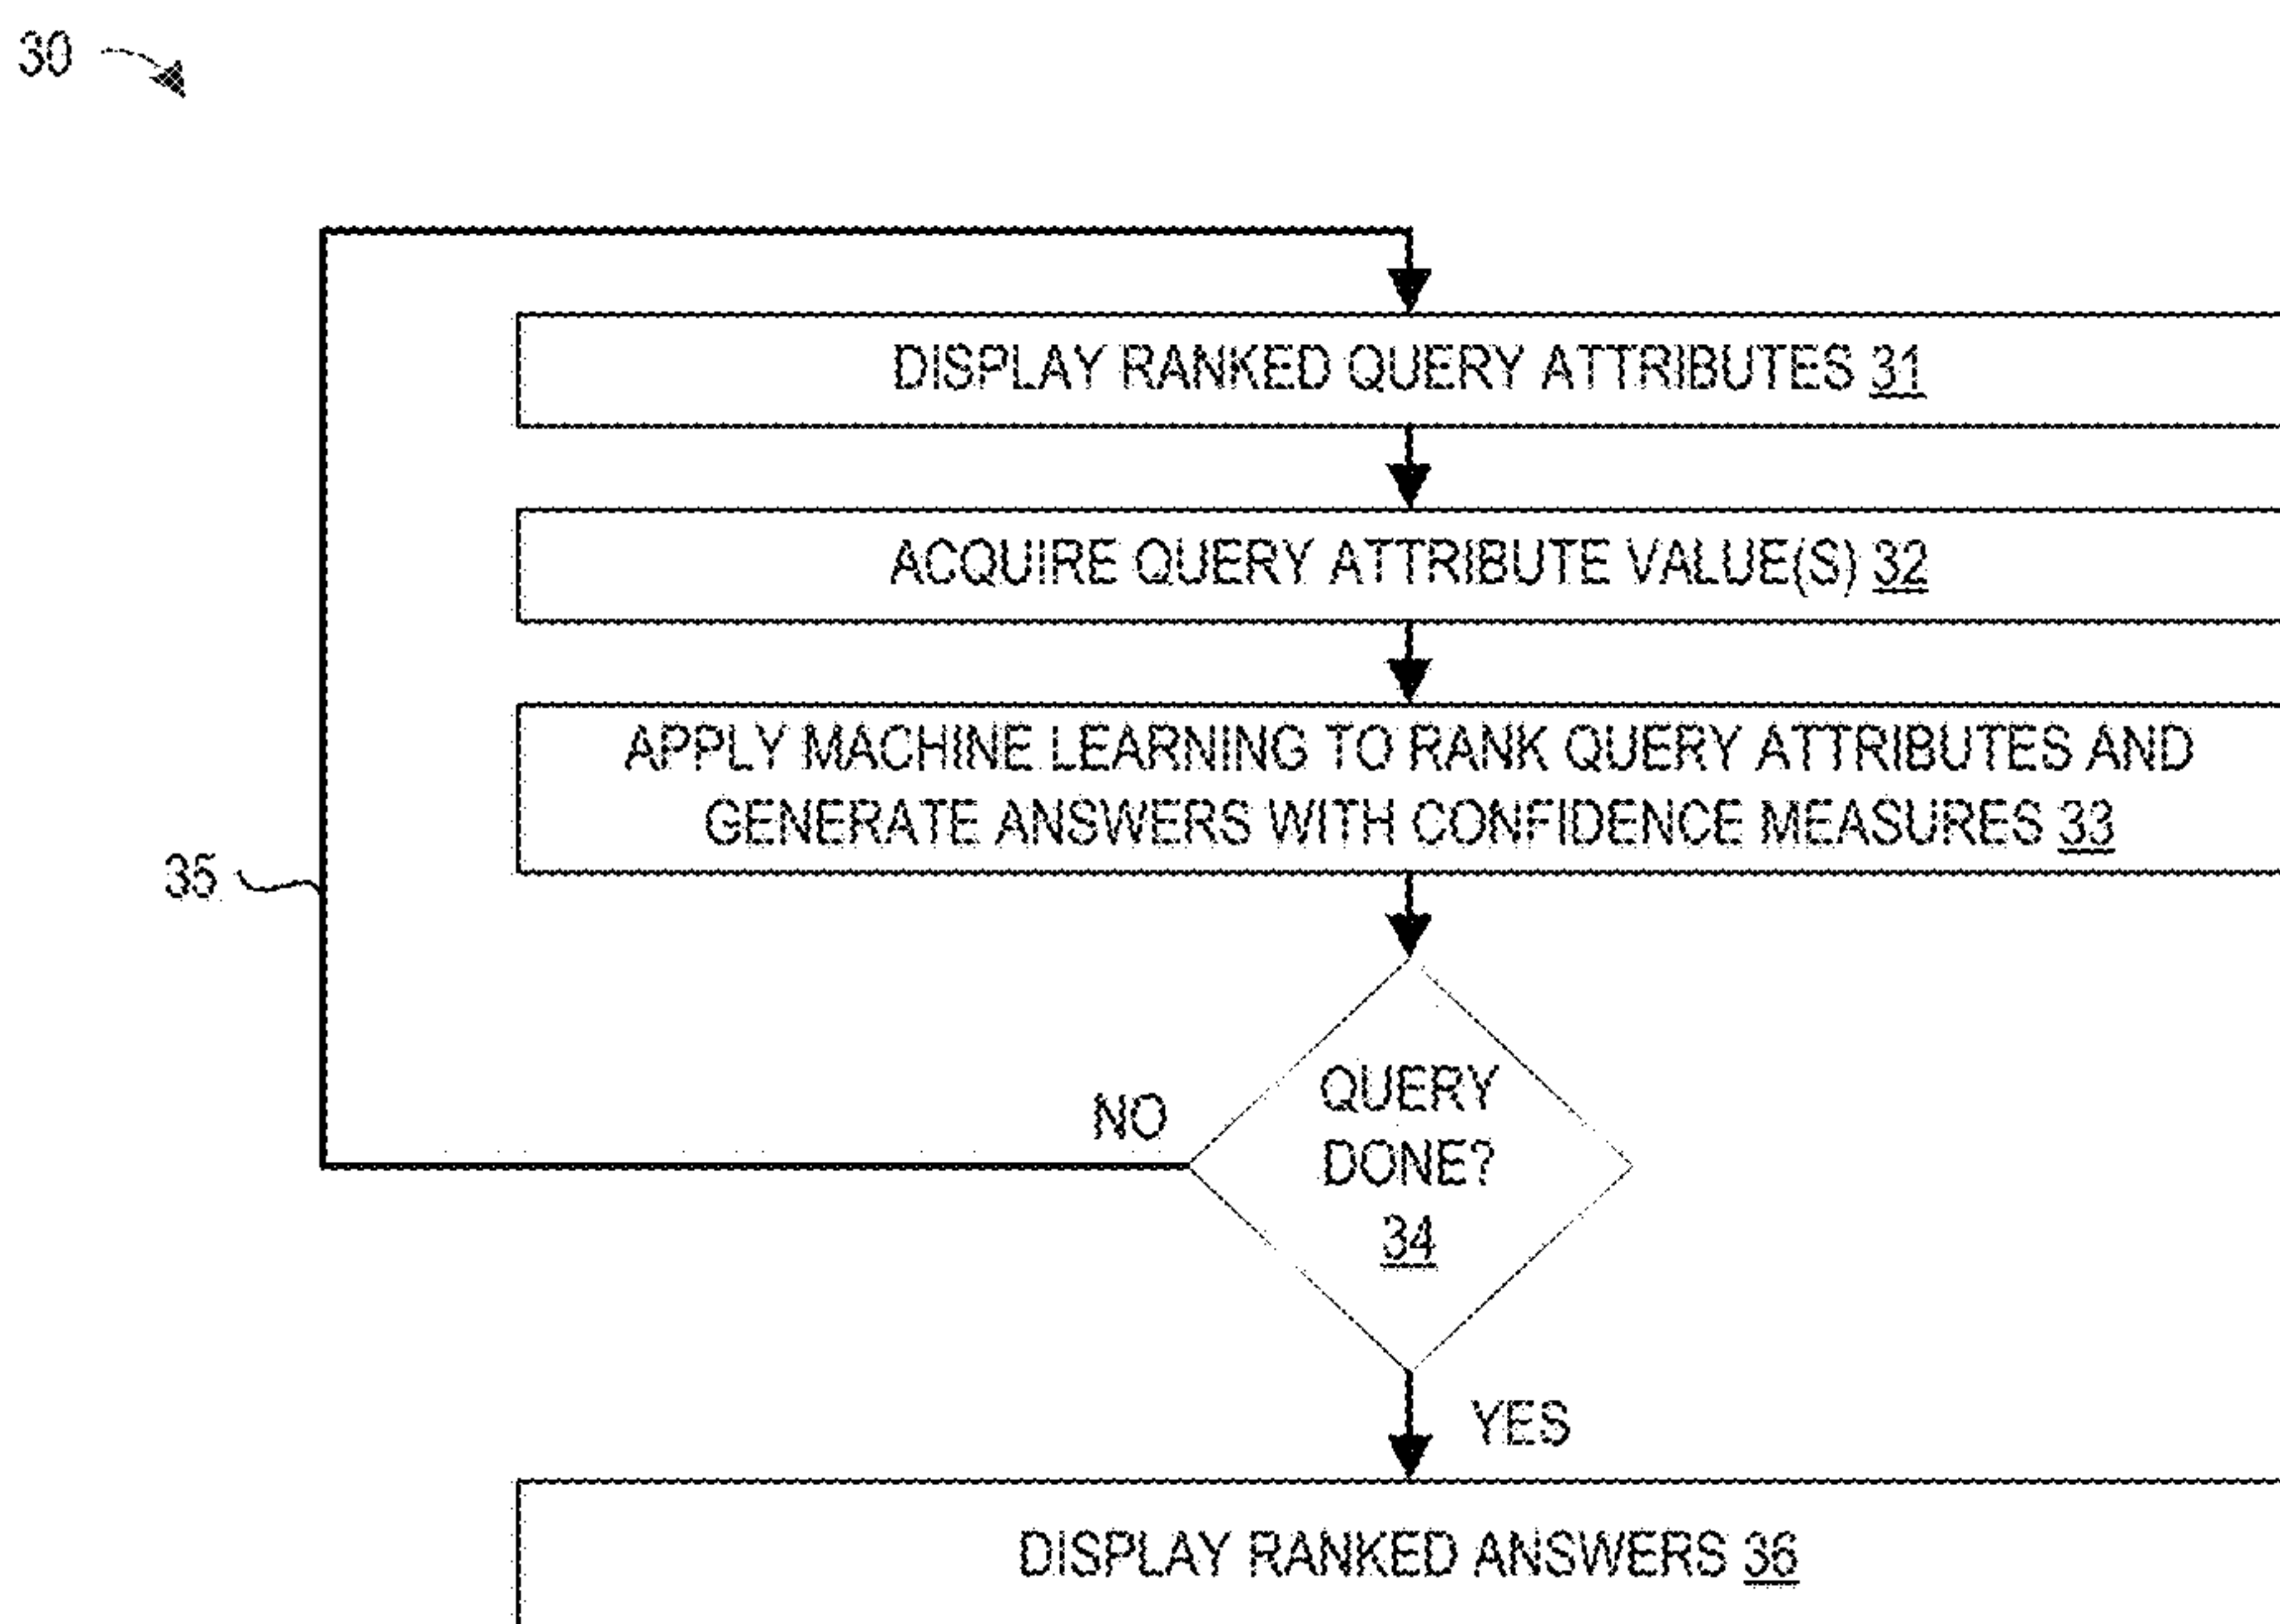 30
DISPLAY RANKED QUERY ATTRIBUTES 31
ACQUIRE QUERY ATTRIBUTE VALUE(S) 32
APPLY MACHINE LEARNING TO RANK QUERY ATTRIBUTES AND
GENERATE ANSWERS WITH CONFIDENCE MEASURES 33
35
NO
QUERY
DONE?
34
YES
DISPLAY RANKED ANSWERS 36